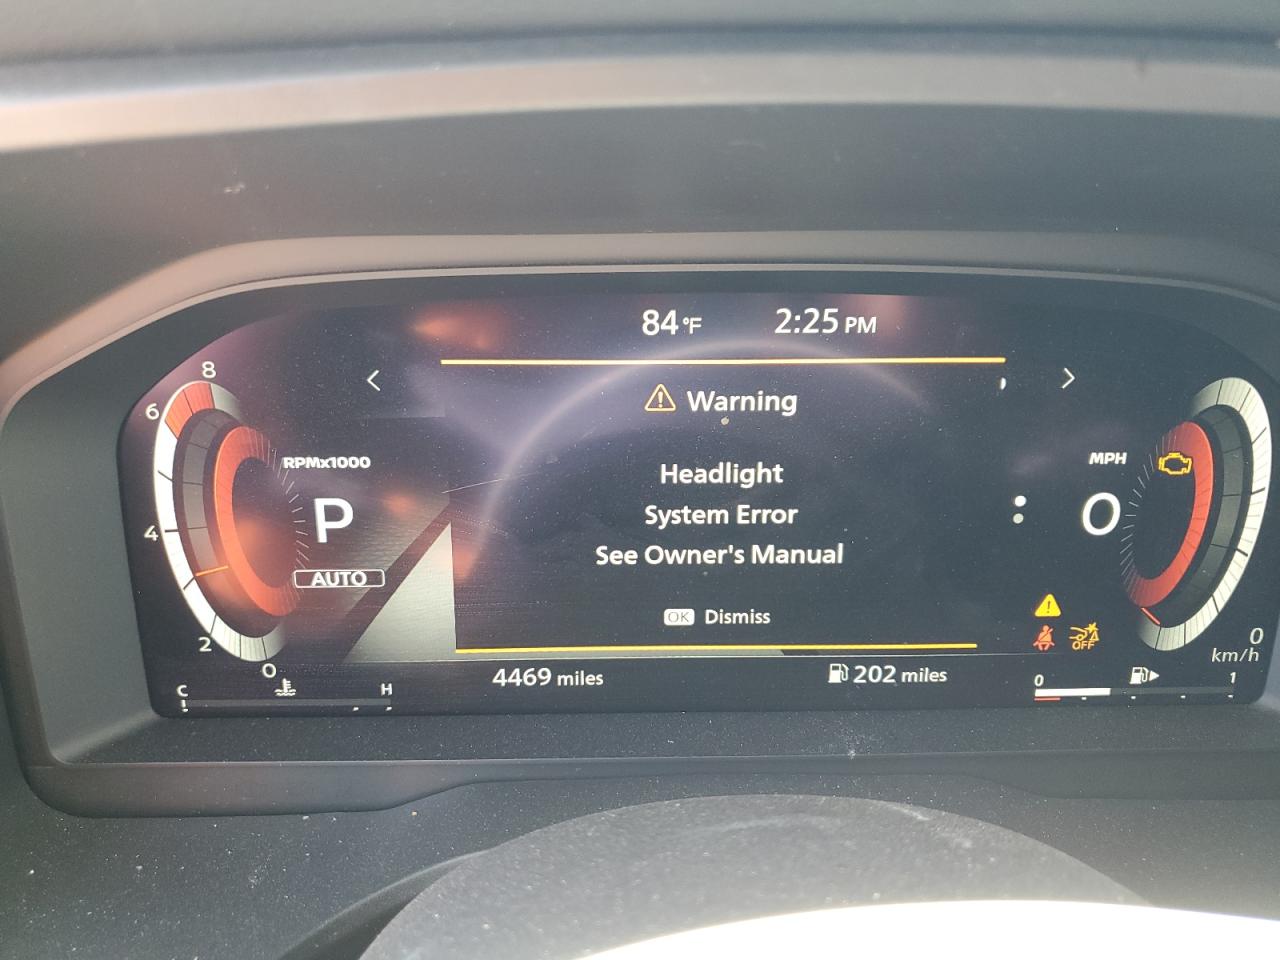 84°F 2:25 PM
Warning
8
6
RPMx1000
4
2
0
P
AUTO
Headlight
System Error
See Owner's Manual
OK Dismiss
MPH
0
OFF
0
km/h
C H
4469 miles
202 miles
0 1